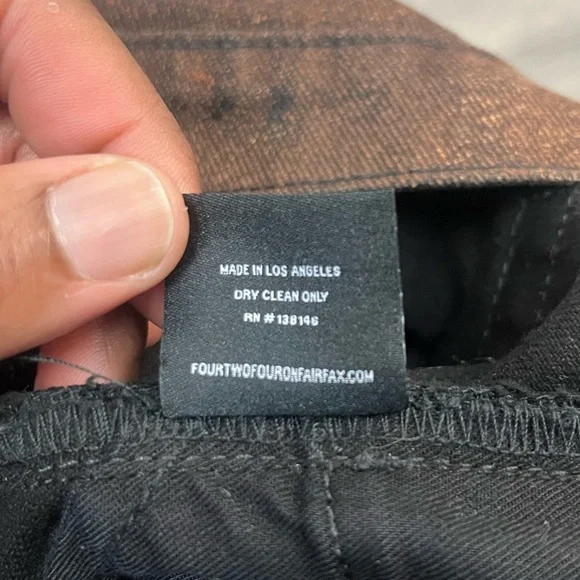 MADE IN LOS ANGELES
DRY CLEAN ONLY
RN #138146
FOURTWOFOURONFAIRFAX.COM